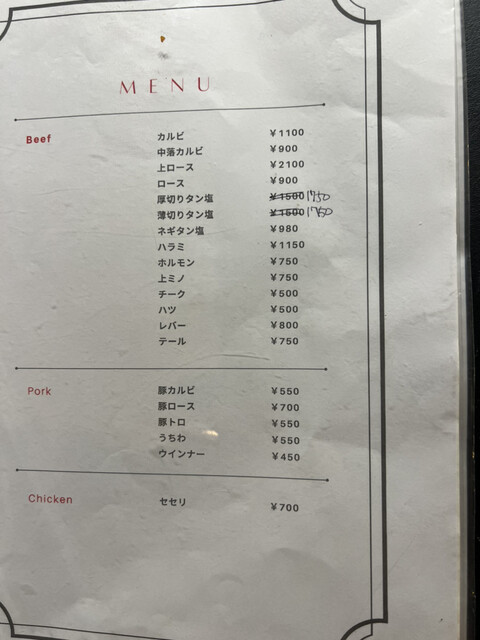 MENU
Beef
カルビ ¥1100
中落カルビ ¥900
上ロース ¥2100
ロース ¥900
厚切りタン塩 ¥1500 1750
薄切りタン塩 ¥1500 1750
ネギタン塩 ¥980
ハラミ ¥1150
ホルモン ¥750
上ミノ ¥750
チーク ¥500
ハツ ¥500
レバー ¥800
テール ¥750
Pork
豚カルビ ¥550
豚ロース ¥700
豚トロ ¥550
うちわ ¥550
ウインナー ¥450
Chicken
セセリ ¥700